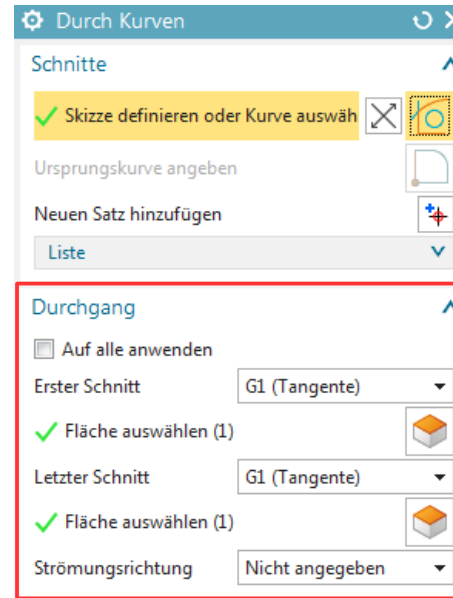 Durch Kurven
Schnitte
Skizze definieren oder Kurve auswäh
Ursprungskurve angeben
Neuen Satz hinzufügen
Liste
Durchgang
Auf alle anwenden
Erster Schnitt G1 (Tangente)
Fläche auswählen (1)
Letzter Schnitt G1 (Tangente)
Fläche auswählen (1)
Strömungsrichtung Nicht angegeben